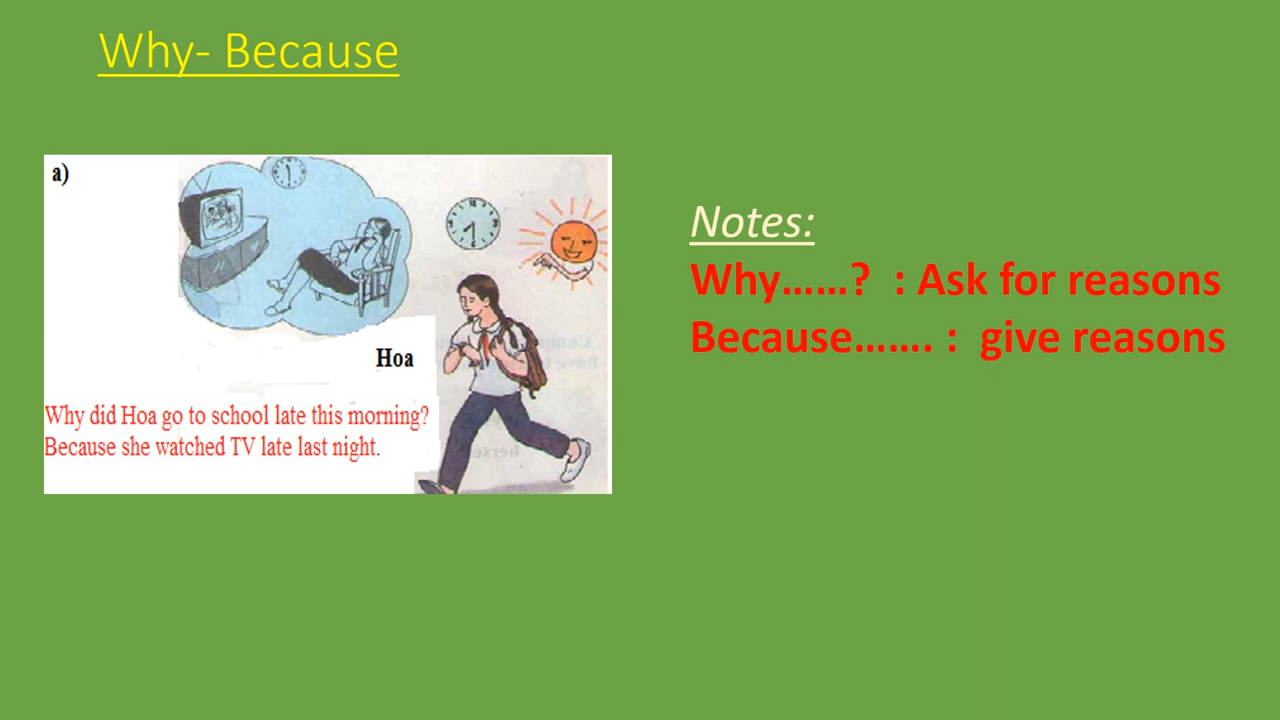 Why- Because
a)
Hoa
Why did Hoa go to school late this morning?
Because she watched TV late last night.
Notes:
Why......? : Ask for reasons
Because....... : give reasons